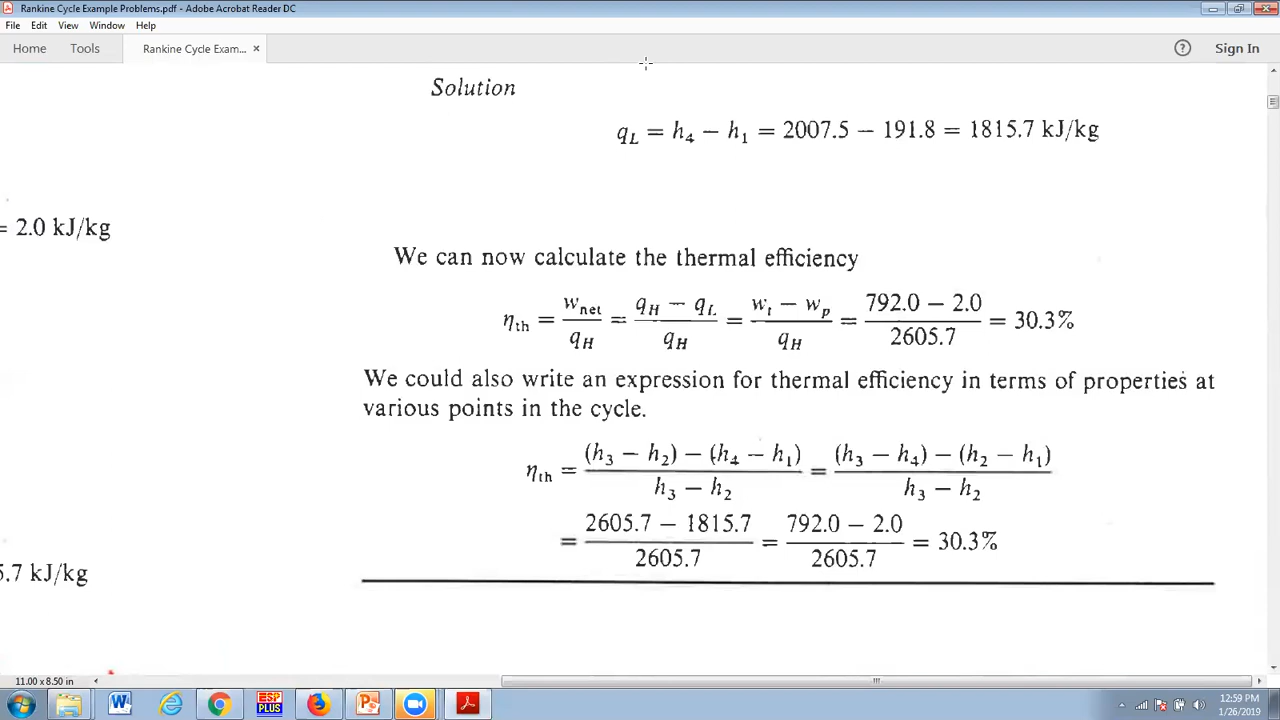 Rankine Cycle Example Problems.pdf - Adobe Acrobat Reader DC
File Edit View Window Help
Home Tools Rankine Cycle Exam... × ? Sign In
Solution
q_L = h_4 − h_1 = 2007.5 − 191.8 = 1815.7 kJ/kg
= 2.0 kJ/kg
We can now calculate the thermal efficiency
η_th = w_net / q_H = (q_H − q_L) / q_H = (w_t − w_p) / q_H = (792.0 − 2.0) / 2605.7 = 30.3%
We could also write an expression for thermal efficiency in terms of properties at
various points in the cycle.
η_th = ((h_3 − h_2) − (h_4 − h_1)) / (h_3 − h_2) = ((h_3 − h_4) − (h_2 − h_1)) / (h_3 − h_2)
= (2605.7 − 1815.7) / 2605.7 = (792.0 − 2.0) / 2605.7 = 30.3%
5.7 kJ/kg
11.00 x 8.50 in
ESP PLUS
12:59 PM
1/26/2019